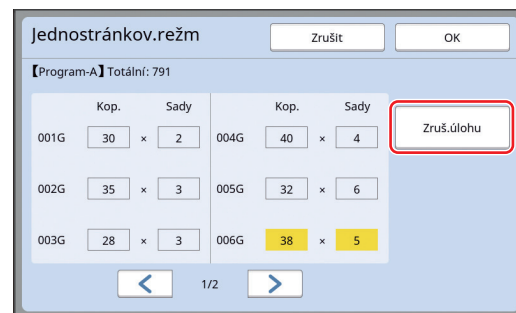 Jednostránkov.režm
Zrušit
OK
【Program-A】Totální: 791
Kop. Sady Kop. Sady
001G 30 × 2 004G 40 × 4
Zruš.úlohu
002G 35 × 3 005G 32 × 6
003G 28 × 3 006G 38 × 5
1/2